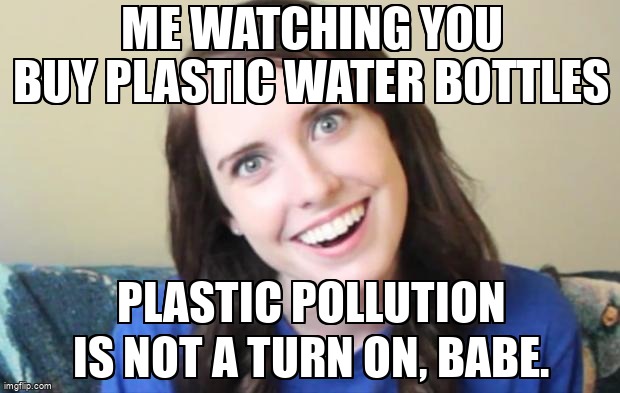 ME WATCHING YOU
BUY PLASTIC WATER BOTTLES
PLASTIC POLLUTION
IS NOT A TURN ON, BABE.
imgflip.com